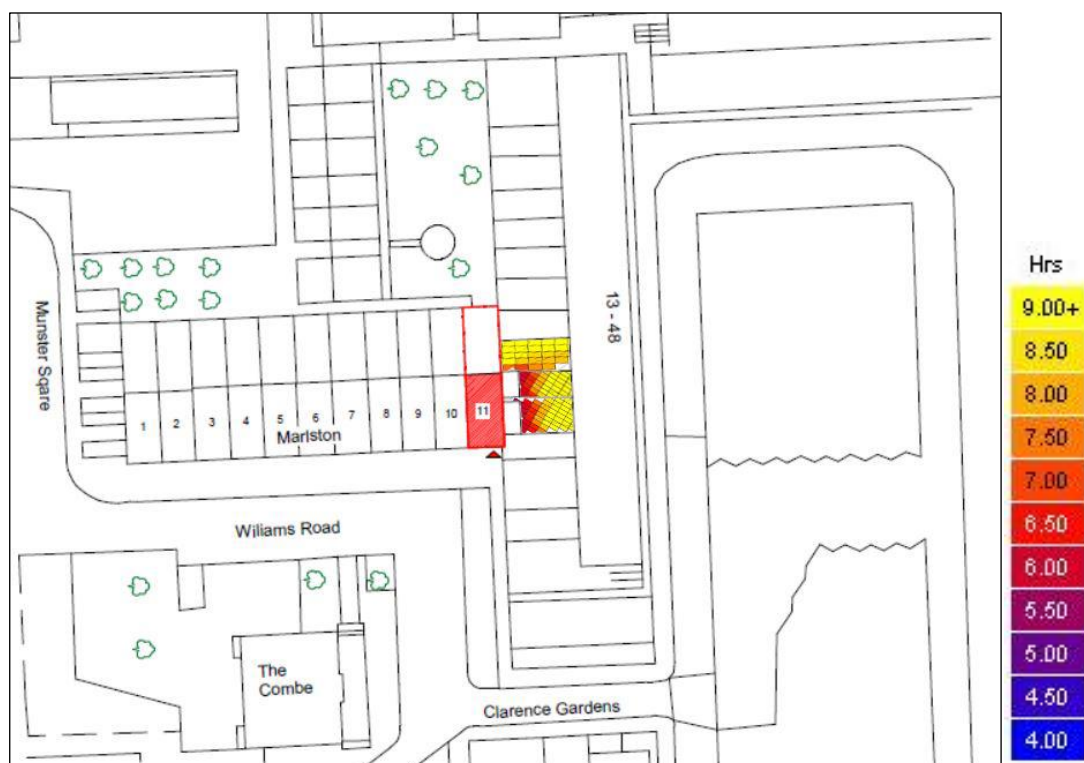 Munster Sqare
1
2
3
4
5
6
7
8
9
10
11
Marlston
13 - 48
Wiliams Road
The
Combe
Clarence Gardens
Hrs
9.00+
8.50
8.00
7.50
7.00
6.50
6.00
5.50
5.00
4.50
4.00